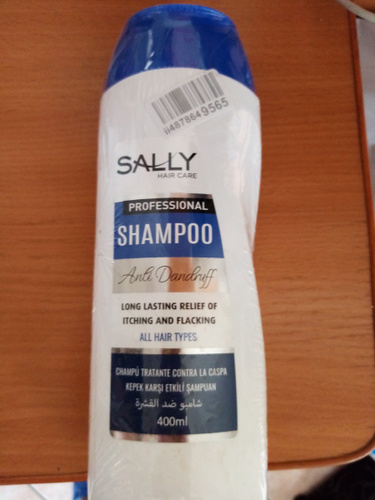 SALLY
HAIR CARE
PROFESSIONAL
SHAMPOO
Anti Dandruff
LONG LASTING RELIEF OF
ITCHING AND FLACKING
ALL HAIR TYPES
CHAMPÚ TRATANTE CONTRA LA CASPA
KEPEK KARŞI ETKİLİ ŞAMPUAN
شامبو ضد القشرة
400ml